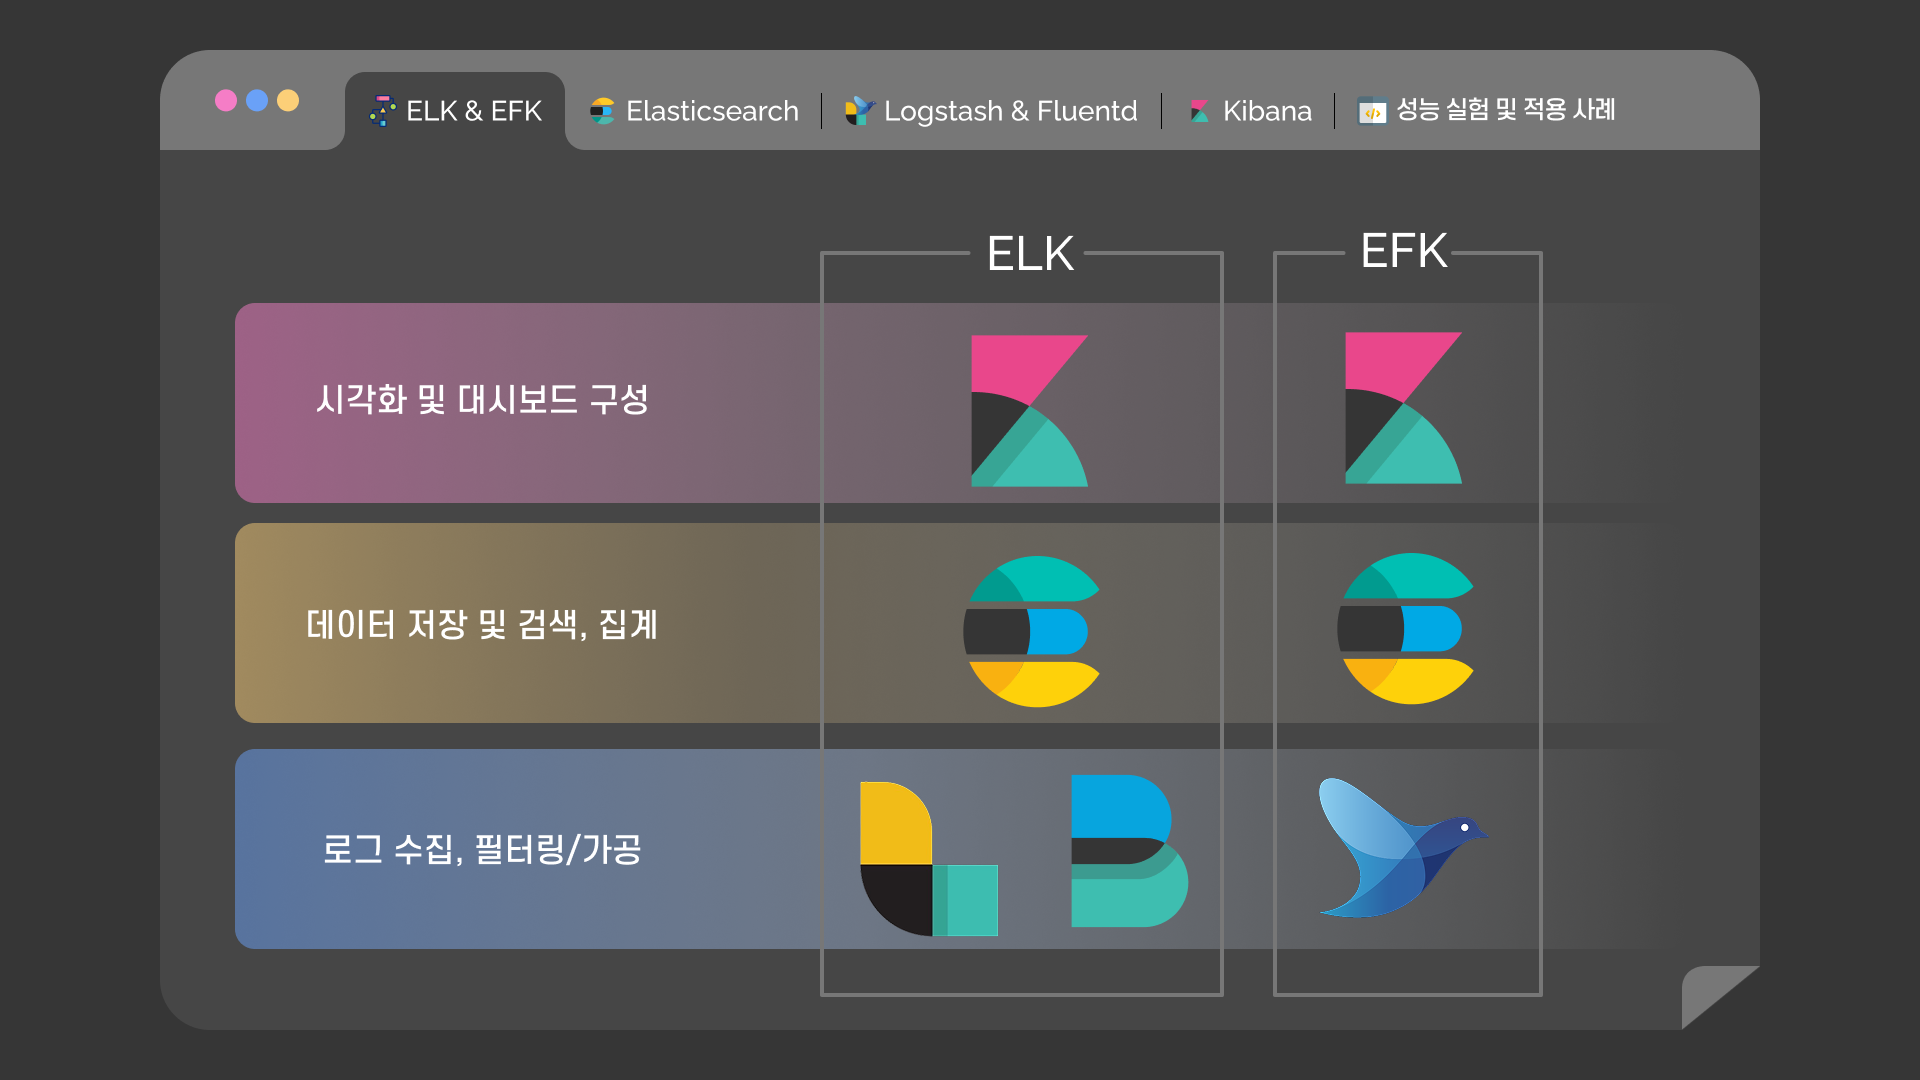 ELK & EFK
Elasticsearch
Logstash & Fluentd
Kibana
성능 실험 및 적용 사례
ELK
EFK
시각화 및 대시보드 구성
데이터 저장 및 검색, 집계
로그 수집, 필터링/가공